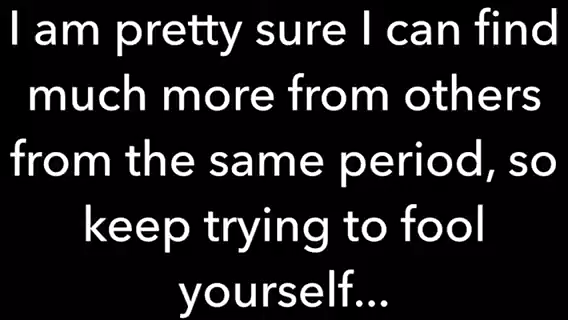 I am pretty sure I can find
much more from others
from the same period, so
keep trying to fool
yourself...